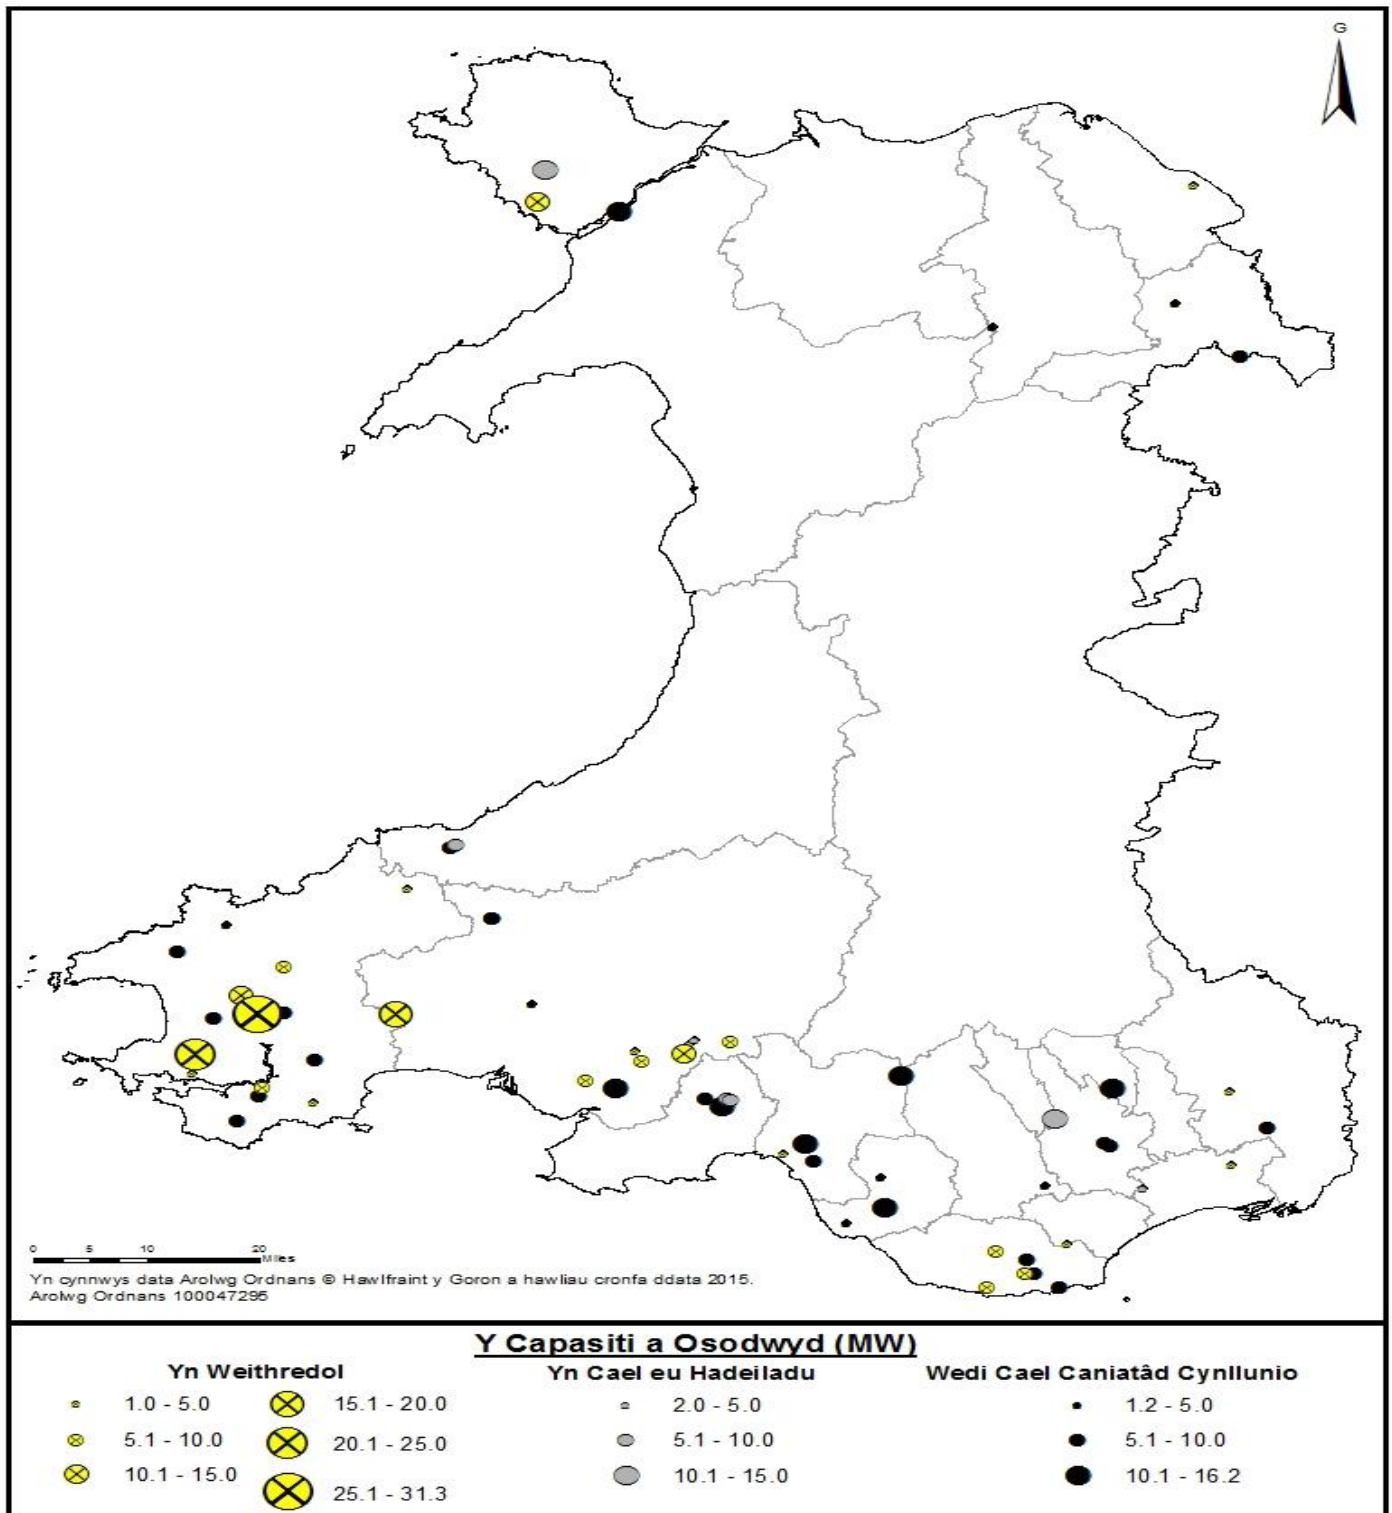 G
0 5 10 20
Miles
Yn cynnwys data Arolwg Ordnans © Hawlfraint y Goron a hawliau cronfa ddata 2015.
Arolwg Ordnans 100047295
Y Capasiti a Osodwyd (MW)
Yn Weithredol
1.0 - 5.0
5.1 - 10.0
10.1 - 15.0
15.1 - 20.0
20.1 - 25.0
25.1 - 31.3
Yn Cael eu Hadeiladu
2.0 - 5.0
5.1 - 10.0
10.1 - 15.0
Wedi Cael Caniatâd Cynllunio
1.2 - 5.0
5.1 - 10.0
10.1 - 16.2